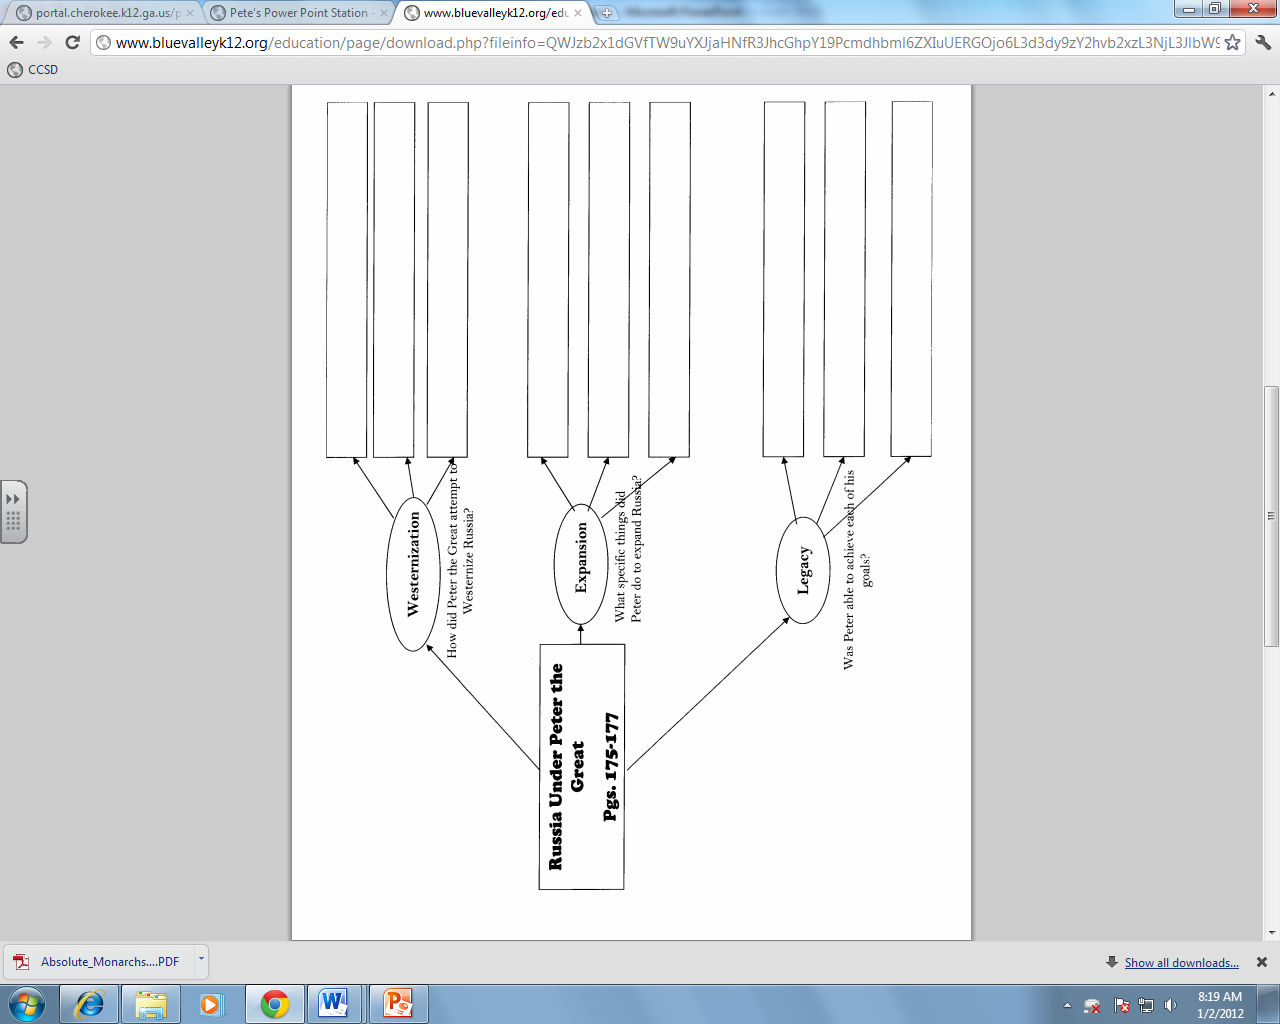 portal.cherokee.k12.ga.us/p
Pete's Power Point Station -
www.bluevalleyk12.org/edu
Microsoft PowerPoint
www.bluevalleyk12.org/education/page/download.php?fileinfo=QWJzb2x1dGVfTW9uYXJjaHNfR3JhcGhpY19Pcmdhbml6ZXIuUERGOjo6L3d3dy9zY2hvb2xzL3NjL3JlbW9
CCSD
Westernization
How did Peter the Great attempt to
Westernize Russia?
Expansion
What specific things did
Peter do to expand Russia?
Legacy
Was Peter able to achieve each of his
goals?
Russia Under Peter the
Great
Pgs. 175-177
Absolute_Monarchs....PDF
Show all downloads...
8:19 AM
1/2/2012